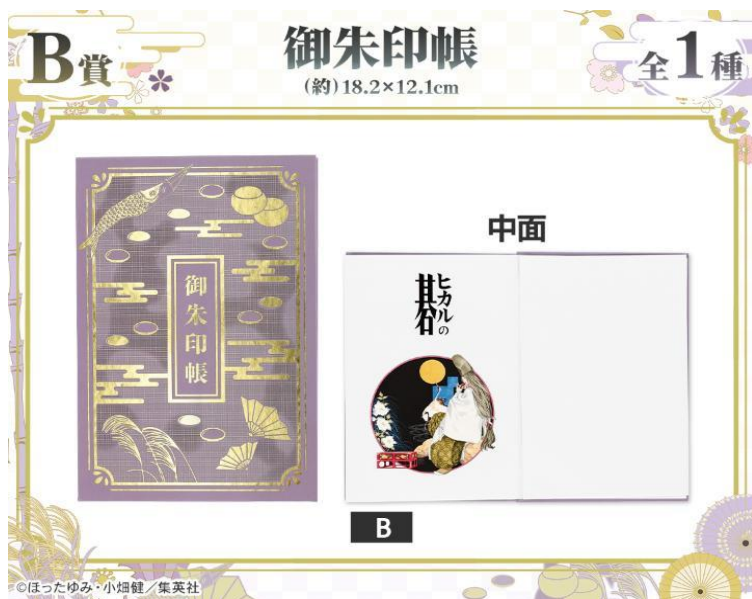 B賞
御朱印帳
(約)18.2×12.1cm
全1種
御朱印帳
中面
ヒカルの
碁
B
©ほったゆみ・小畑健/集英社